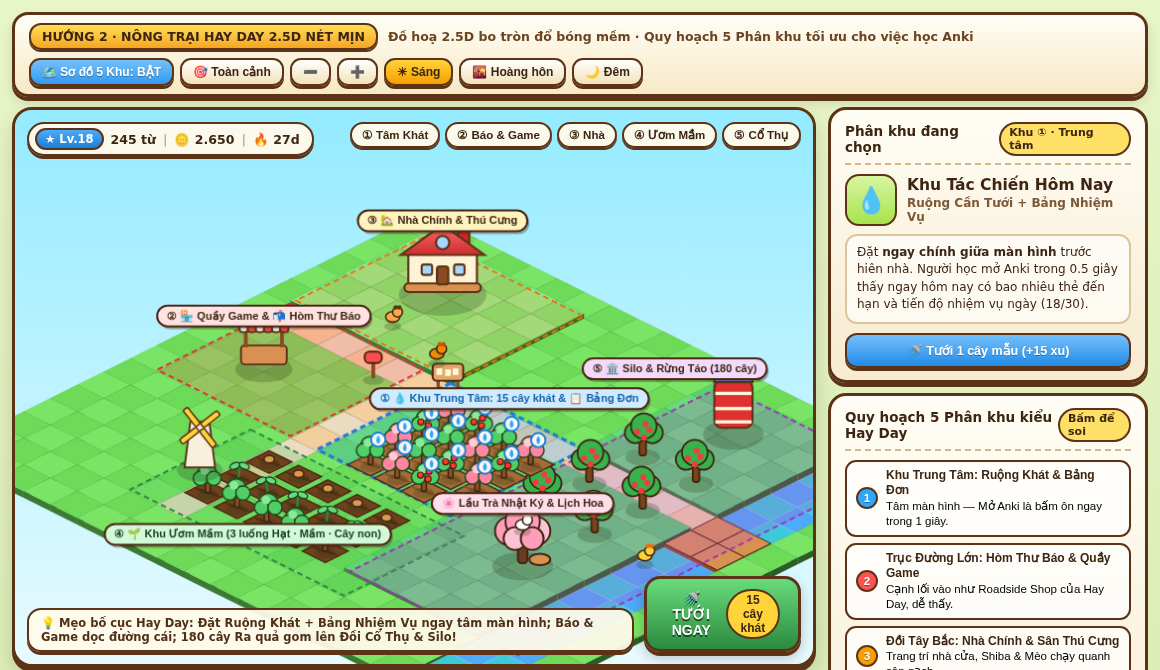 HƯỚNG 2 · NÔNG TRẠI HAY DAY 2.5D NÉT MỊN
Đồ hoạ 2.5D bo tròn đổ bóng mềm · Quy hoạch 5 Phân khu tối ưu cho việc học Anki
🗺️ Sơ đồ 5 Khu: BẬT
🎯 Toàn cảnh
➖
➕
☀ Sáng
🌇 Hoàng hôn
🌙 Đêm
★ Lv.18 245 từ | 🪙 2.650 | 🔥 27d
① Tâm Khát
② Báo & Game
③ Nhà
④ Ươm Mầm
⑤ Cổ Thụ
③ 🏡 Nhà Chính & Thú Cưng
② 🏪 Quầy Game & 📬 Hòm Thư Báo
⑤ 🏛️ Silo & Rừng Táo (180 cây)
① 💧 Khu Trung Tâm: 15 cây khát & 📋 Bảng Đơn
🌸 Lầu Trà Nhật Ký & Lịch Hoa
④ 🌱 Khu Ươm Mầm (3 luống Hạt · Mầm · Cây non)
💡 Mẹo bố cục Hay Day: Đặt Ruộng Khát + Bảng Nhiệm Vụ ngay tâm màn hình; Báo &
Game dọc đường cái; 180 cây Ra quả gom lên Đồi Cổ Thụ & Silo!
🚿
TƯỚI
NGAY
15
cây
khát
Phân khu đang
chọn
Khu ① · Trung
tâm
💧
Khu Tác Chiến Hôm Nay
Ruộng Cần Tưới + Bảng Nhiệm
Vụ
Đặt ngay chính giữa màn hình trước
hiên nhà. Người học mở Anki trong 0.5 giây
thấy ngay hôm nay có bao nhiêu thẻ đến
hạn và tiến độ nhiệm vụ ngày (18/30).
🚿 Tưới 1 cây mẫu (+15 xu)
Quy hoạch 5 Phân khu kiểu
Hay Day
Bấm để
soi
1
Khu Trung Tâm: Ruộng Khát & Bảng
Đơn
Tâm màn hình — Mở Anki là bấm ôn ngay
trong 1 giây.
2
Trục Đường Lớn: Hòm Thư Báo & Quầy
Game
Cạnh lối vào như Roadside Shop của Hay
Day, dễ thấy.
3
Đồi Tây Bắc: Nhà Chính & Sân Thú Cưng
Trang trí nhà cửa, Shiba & Mèo chạy quanh